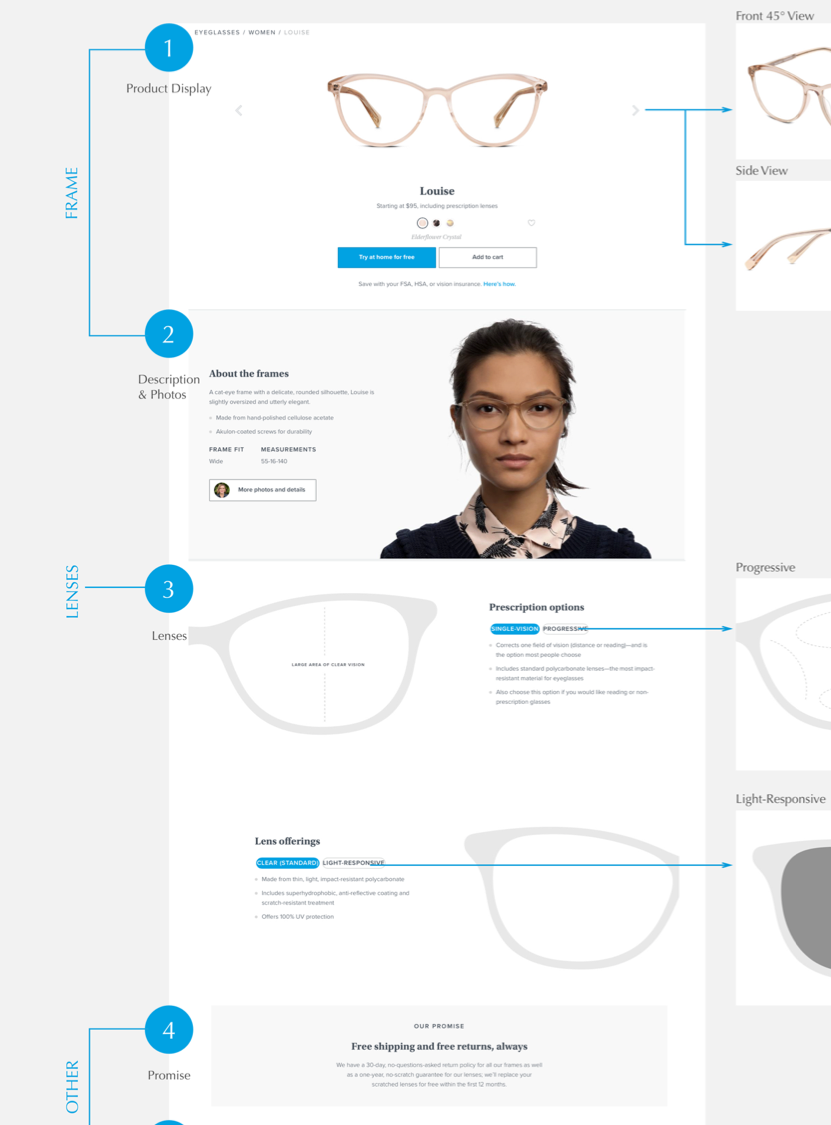 Front 45° View
EYEGLASSES / WOMEN / LOUISE
1
Product Display
FRAME
Side View
Louise
Starting at $95, including prescription lenses
Elderflower Crystal
Try at home for free
Add to cart
Save with your FSA, HSA, or vision insurance. Here's how.
2
Description
& Photos
About the frames
A cat-eye frame with a delicate, rounded silhouette, Louise is
slightly oversized and utterly elegant.
Made from hand-polished cellulose acetate
Akulon-coated screws for durability
FRAME FIT MEASUREMENTS
Wide 55-16-140
More photos and details
LENSES
3
Lenses
Progressive
LARGE AREA OF CLEAR VISION
Prescription options
SINGLE-VISION PROGRESSIVE
Corrects one field of vision (distance or reading)—and is
the option most people choose
Includes standard polycarbonate lenses—the most impact-
resistant material for eyeglasses
Also choose this option if you would like reading or non-
prescription glasses
Light-Responsive
Lens offerings
CLEAR (STANDARD) LIGHT-RESPONSIVE
Made from thin, light, impact-resistant polycarbonate
Includes superhydrophobic, anti-reflective coating and
scratch-resistant treatment
Offers 100% UV protection
4
Promise
OTHER
OUR PROMISE
Free shipping and free returns, always
We have a 30-day, no-questions-asked return policy for all our frames as well
as a one-year, no-scratch guarantee for our lenses; we'll replace your
scratched lenses for free within the first 12 months.